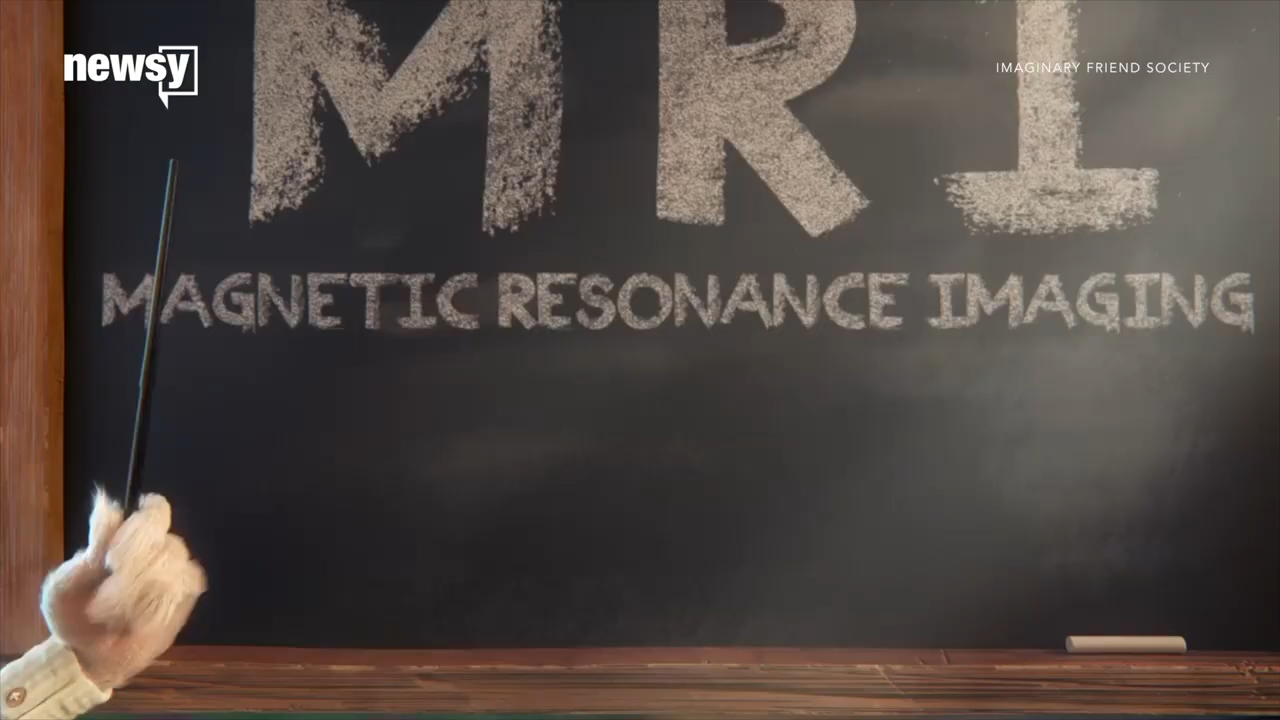 MRI
newsy
IMAGINARY FRIEND SOCIETY
MAGNETIC RESONANCE IMAGING